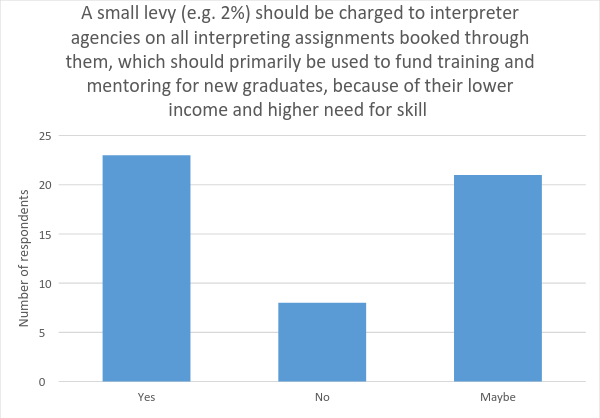 A small levy (e.g. 2%) should be charged to interpreter
agencies on all interpreting assignments booked through
them, which should primarily be used to fund training and
mentoring for new graduates, because of their lower
income and higher need for skill
25
20
15
10
5
0
Number of respondents
Yes
No
Maybe